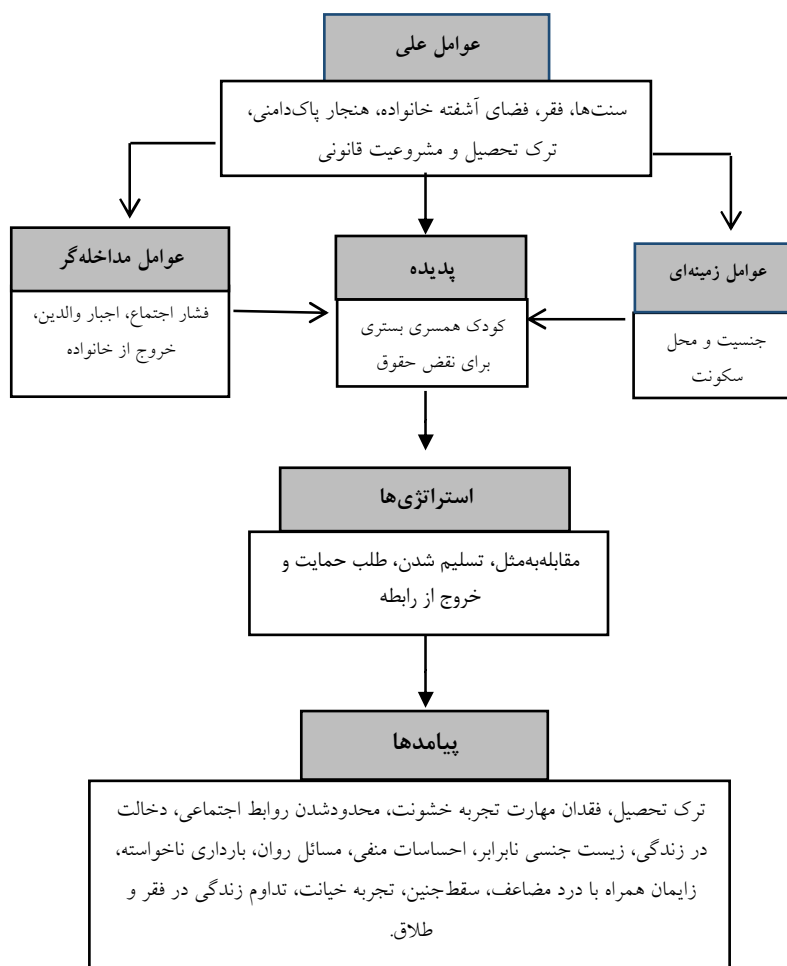 عوامل علی
سنت‌ها، فقر، فضای آشفته خانواده، هنجار پاک‌دامنی،
ترک تحصیل و مشروعیت قانونی
عوامل زمینه‌ای
جنسیت و محل
سکونت
پدیده
کودک همسری بستری
برای نقض حقوق
عوامل مداخله‌گر
فشار اجتماع، اجبار والدین،
خروج از خانواده
استراتژی‌ها
مقابله‌به‌مثل، تسلیم شدن، طلب حمایت و
خروج از رابطه
پیامدها
ترک تحصیل، فقدان مهارت تجربه خشونت، محدودشدن روابط اجتماعی، دخالت
در زندگی، زیست جنسی نابرابر، احساسات منفی، مسائل روان، بارداری ناخواسته،
زایمان همراه با درد مضاعف، سقط‌جنین، تجربه خیانت، تداوم زندگی در فقر و
طلاق.